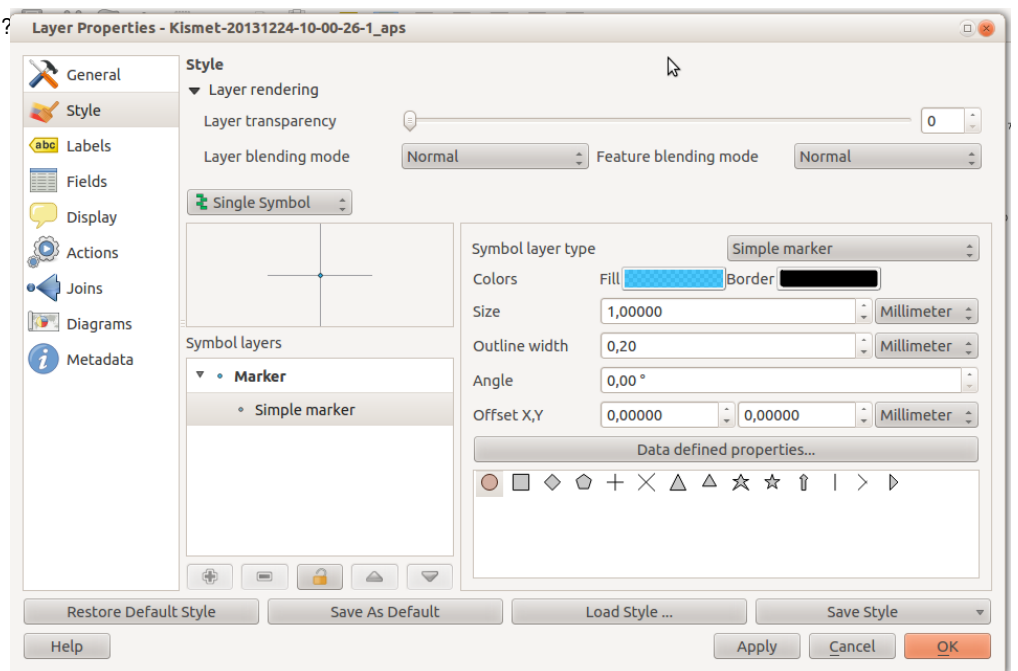 ?
Layer Properties - Kismet-20131224-10-00-26-1_aps
General
Style
abc Labels
Fields
Display
Actions
Joins
Diagrams
i Metadata
Style
Layer rendering
Layer transparency 0
Layer blending mode Normal Feature blending mode Normal
Single Symbol
Symbol layers
Marker
Simple marker
Symbol layer type Simple marker
Colors Fill Border
Size 1,00000 Millimeter
Outline width 0,20 Millimeter
Angle 0,00 °
Offset X,Y 0,00000 0,00000 Millimeter
Data defined properties...
Restore Default Style Save As Default Load Style ... Save Style
Help Apply Cancel OK